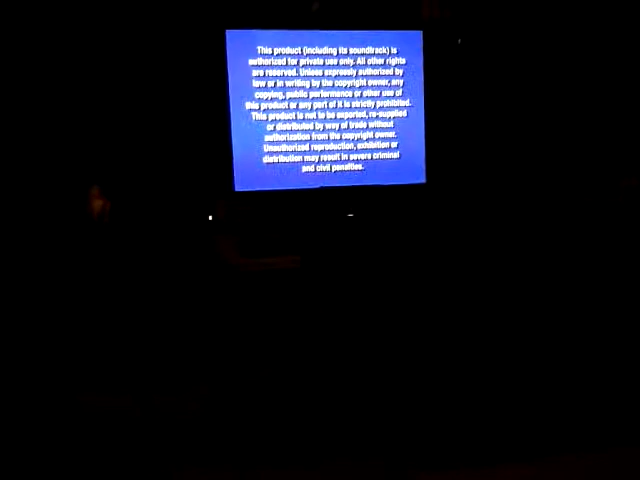 This product (including its soundtrack) is
authorized for private use only. All other rights
are reserved. Unless expressly authorized by
law or in writing by the copyright owner, any
copying, public performance or other use of
this product or any part of it is strictly prohibited.
This product is not to be exported, re-supplied
or distributed by way of trade without
authorization from the copyright owner.
Unauthorized reproduction, exhibition or
distribution may result in severe criminal
and civil penalties.